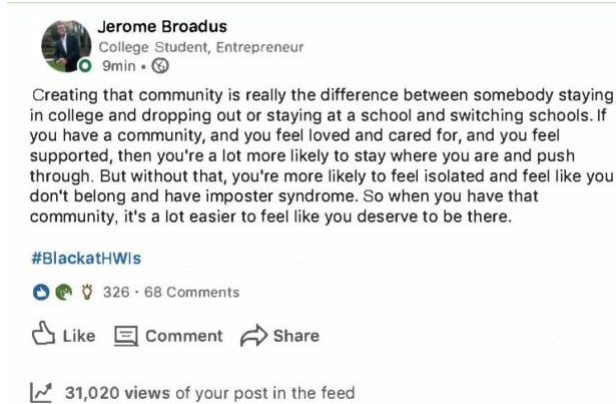 Jerome Broadus
College Student, Entrepreneur
9min •
Creating that community is really the difference between somebody staying
in college and dropping out or staying at a school and switching schools. If
you have a community, and you feel loved and cared for, and you feel
supported, then you're a lot more likely to stay where you are and push
through. But without that, you're more likely to feel isolated and feel like you
don't belong and have imposter syndrome. So when you have that
community, it's a lot easier to feel like you deserve to be there.
#BlackatHWIs
326 · 68 Comments
Like Comment Share
31,020 views of your post in the feed